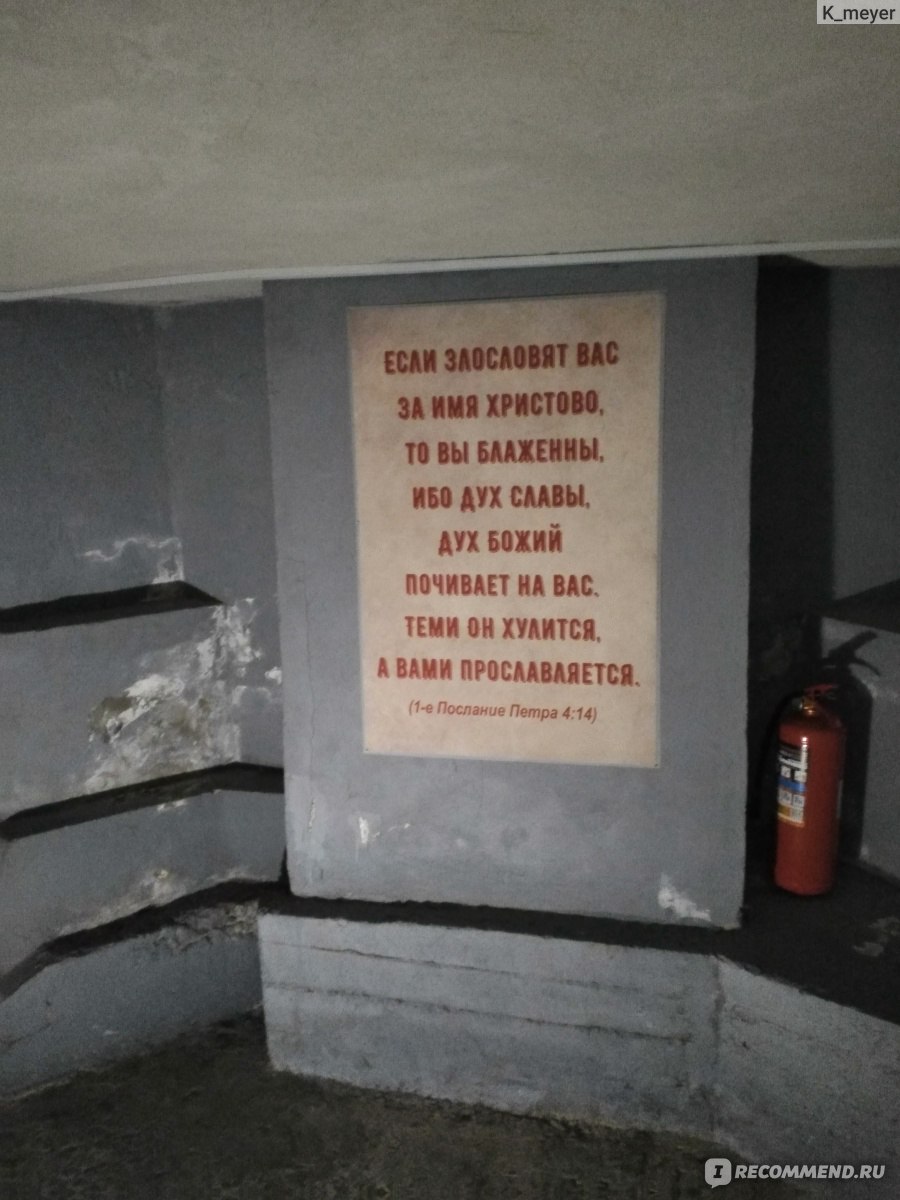 K_meyer
ЕСЛИ ЗЛОСЛОВЯТ ВАС
ЗА ИМЯ ХРИСТОВО,
ТО ВЫ БЛАЖЕННЫ,
ИБО ДУХ СЛАВЫ,
ДУХ БОЖИЙ
ПОЧИВАЕТ НА ВАС.
ТЕМИ ОН ХУЛИТСЯ,
А ВАМИ ПРОСЛАВЛЯЕТСЯ.
(1-е Послание Петра 4:14)
IRECOMMEND.RU